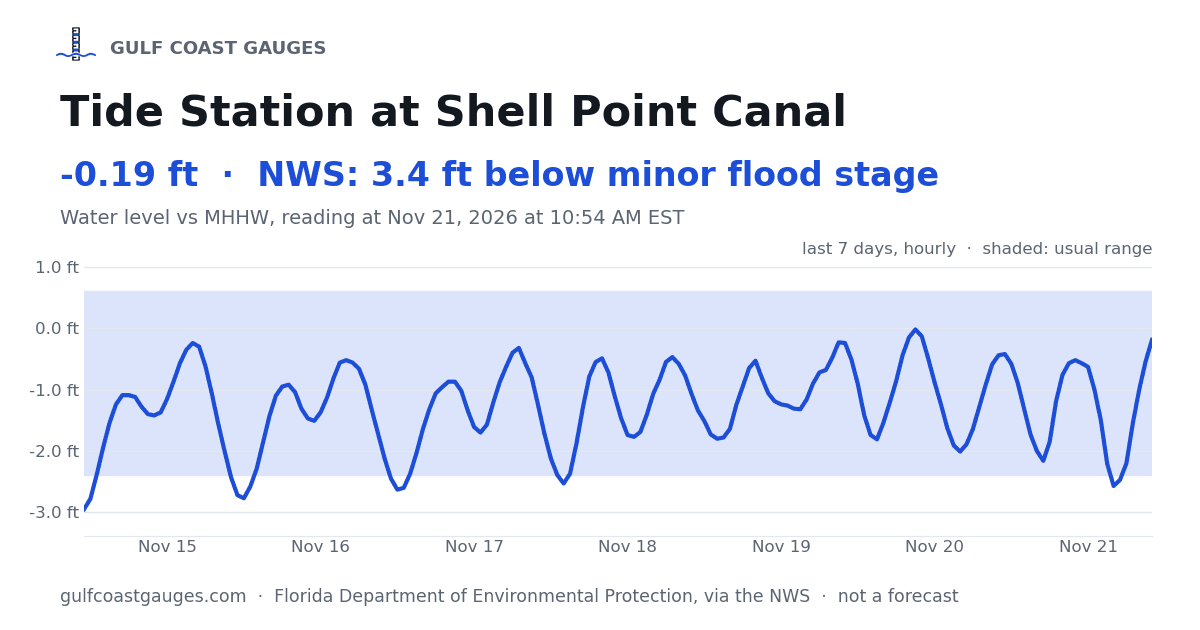 GULF COAST GAUGES
Tide Station at Shell Point Canal
-0.19 ft · NWS: 3.4 ft below minor flood stage
Water level vs MHHW, reading at Nov 21, 2026 at 10:54 AM EST
last 7 days, hourly · shaded: usual range
1.0 ft
0.0 ft
-1.0 ft
-2.0 ft
-3.0 ft
Nov 15 Nov 16 Nov 17 Nov 18 Nov 19 Nov 20 Nov 21
gulfcoastgauges.com · Florida Department of Environmental Protection, via the NWS · not a forecast